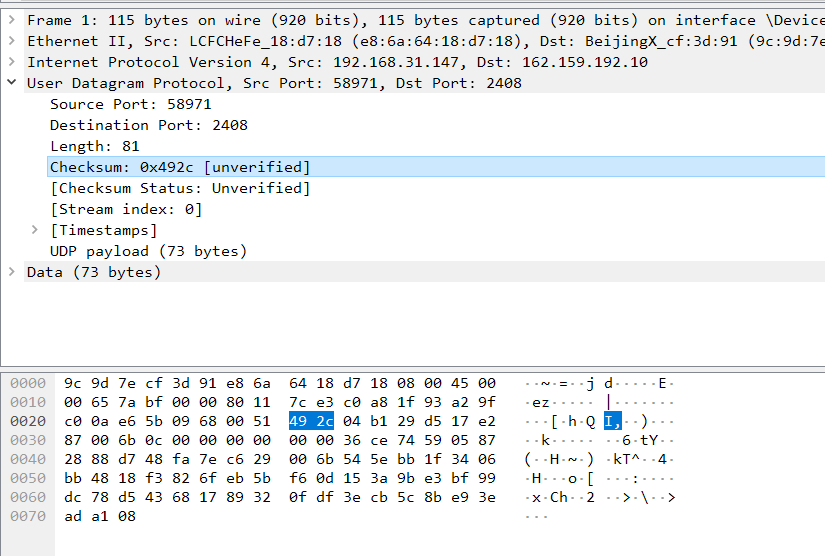 Frame 1: 115 bytes on wire (920 bits), 115 bytes captured (920 bits) on interface \Device
Ethernet II, Src: LCFCHeFe_18:d7:18 (e8:6a:64:18:d7:18), Dst: BeijingX_cf:3d:91 (9c:9d:7e
Internet Protocol Version 4, Src: 192.168.31.147, Dst: 162.159.192.10
User Datagram Protocol, Src Port: 58971, Dst Port: 2408
Source Port: 58971
Destination Port: 2408
Length: 81
Checksum: 0x492c [unverified]
[Checksum Status: Unverified]
[Stream index: 0]
[Timestamps]
UDP payload (73 bytes)
Data (73 bytes)
0000 9c 9d 7e cf 3d 91 e8 6a 64 18 d7 18 08 00 45 00 ··~·=··j d·····E·
0010 00 65 7a bf 00 00 80 11 7c e3 c0 a8 1f 93 a2 9f ·ez····· |·······
0020 c0 0a e6 5b 09 68 00 51 49 2c 04 b1 29 d5 17 e2 ···[·h·Q I,··)···
0030 87 00 6b 0c 00 00 00 00 00 00 36 ce 74 59 05 87 ··k····· ··6·tY··
0040 28 88 d7 48 fa 7e c6 29 00 6b 54 5e bb 1f 34 06 (··H·~·) ·kT^··4·
0050 bb 48 18 f3 82 6f eb 5b f6 0d 15 3a 9b e3 bf 99 ·H···o·[ ···:····
0060 dc 78 d5 43 68 17 89 32 0f df 3e cb 5c 8b e9 3e ·x·Ch··2 ··>·\··>
0070 ad a1 08 ···